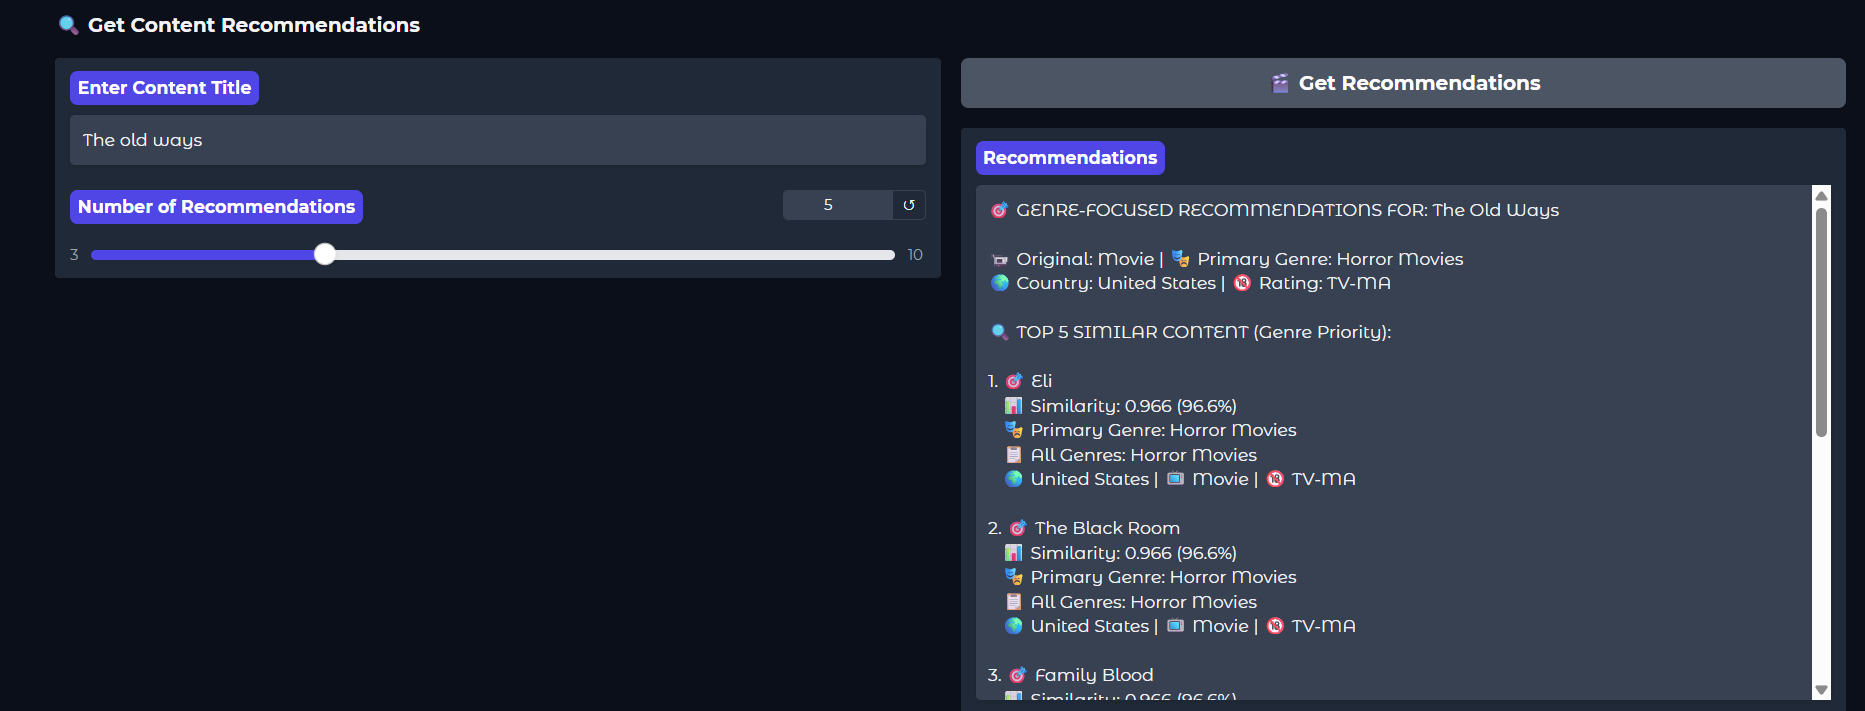 Get Content Recommendations
Enter Content Title
The old ways
Number of Recommendations
5
3
10
Get Recommendations
Recommendations
GENRE-FOCUSED RECOMMENDATIONS FOR: The Old Ways
Original: Movie | Primary Genre: Horror Movies
Country: United States | Rating: TV-MA
TOP 5 SIMILAR CONTENT (Genre Priority):
1. Eli
Similarity: 0.966 (96.6%)
Primary Genre: Horror Movies
All Genres: Horror Movies
United States | Movie | TV-MA
2. The Black Room
Similarity: 0.966 (96.6%)
Primary Genre: Horror Movies
All Genres: Horror Movies
United States | Movie | TV-MA
3. Family Blood
Similarity: 0.966 (96.6%)